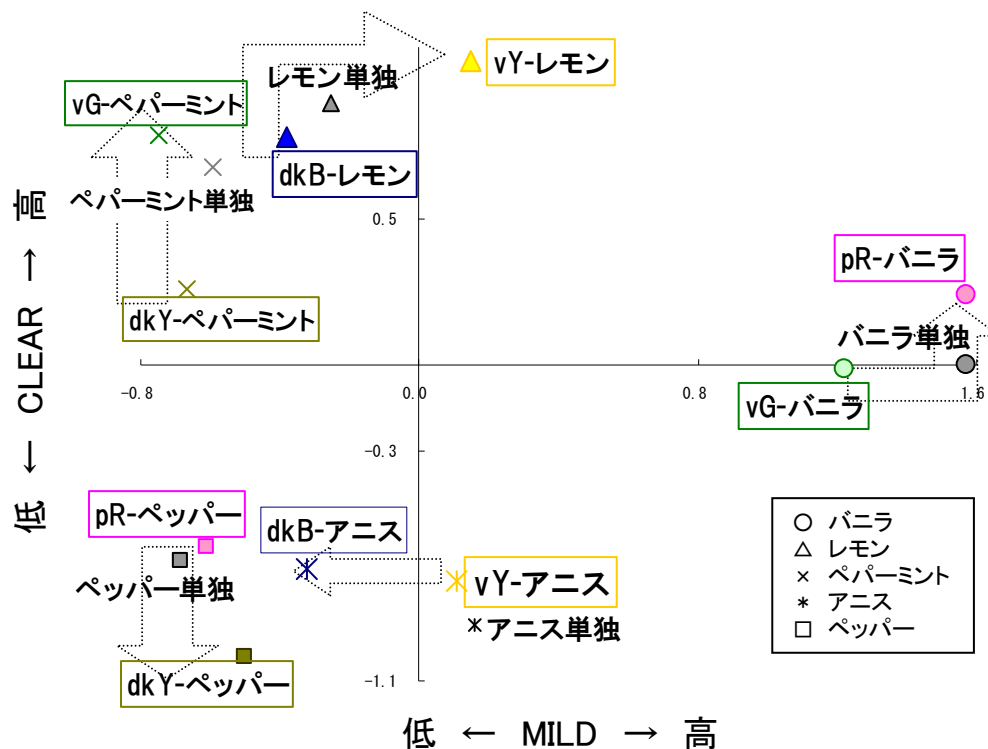 レモン単独
vY-レモン
vG-ペパーミント
dkB-レモン
ペパーミント単独
高
0.5
pR-バニラ
dkY-ペパーミント
バニラ単独
低 ← CLEAR →
-0.8
0.0
0.8
1.6
vG-バニラ
-0.3
pR-ペッパー
dkB-アニス
バニラ
レモン
ペパーミント
アニス
ペッパー
ペッパー単独
vY-アニス
アニス単独
dkY-ペッパー
-1.1
低 ← MILD → 高